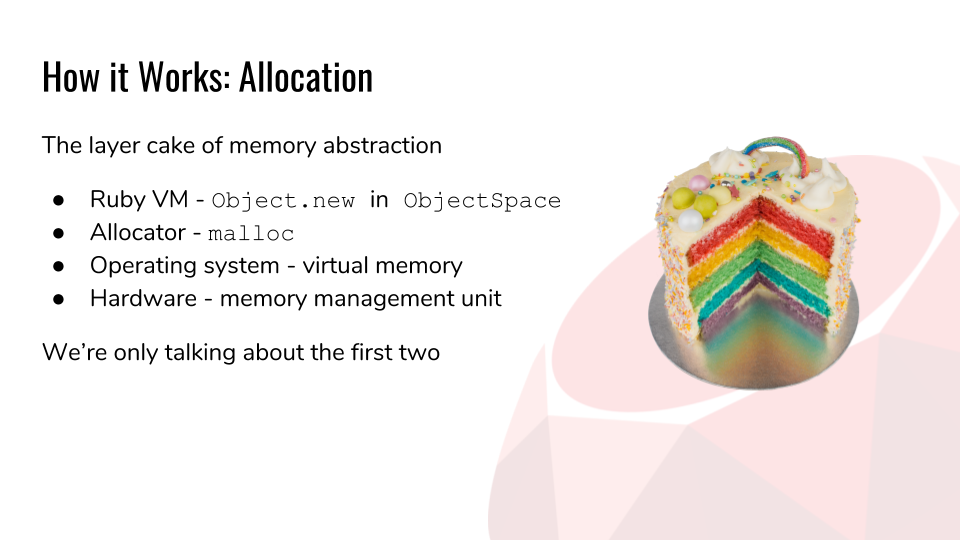 How it Works: Allocation
The layer cake of memory abstraction
● Ruby VM - Object.new in ObjectSpace
● Allocator - malloc
● Operating system - virtual memory
● Hardware - memory management unit
We’re only talking about the first two